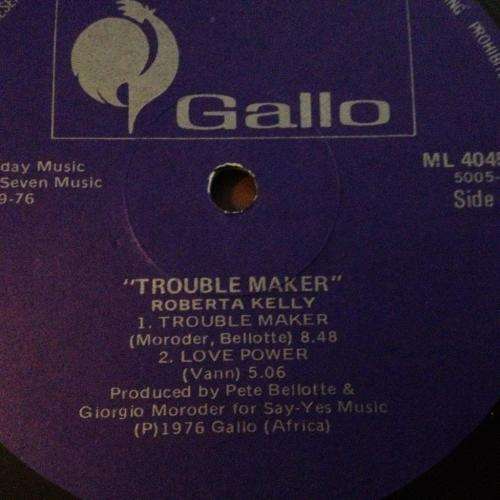 Gallo
day Music
Seven Music
9-76
ML 404
5005-
Side
"TROUBLE MAKER"
ROBERTA KELLY
1. TROUBLE MAKER
(Moroder, Bellotte) 8.48
2. LOVE POWER
(Vann) 5.06
Produced by Pete Bellotte &
Giorgio Moroder for Say-Yes Music
(P)1976 Gallo (Africa)